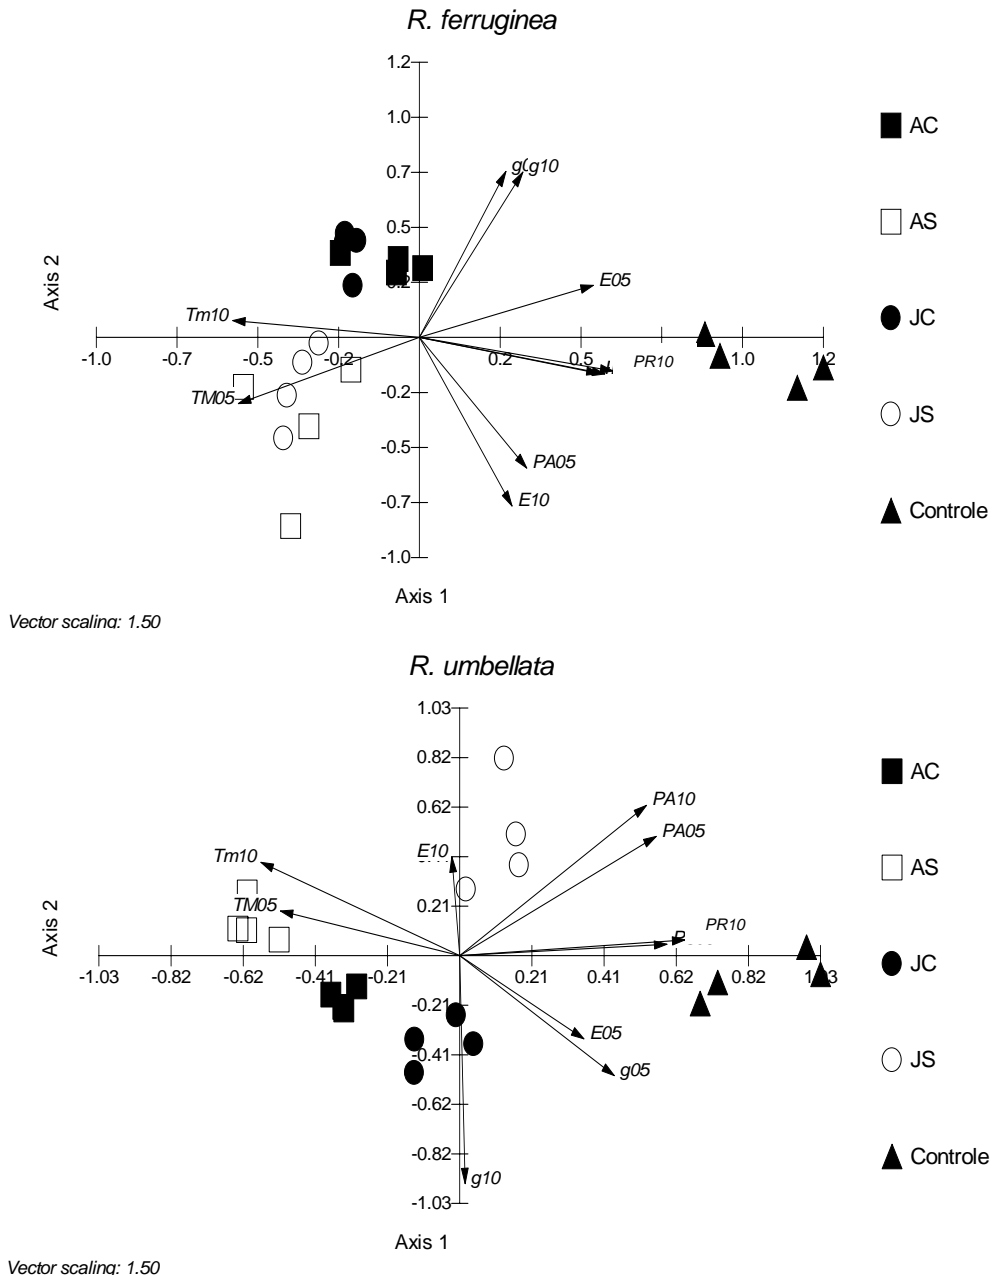 R. ferruginea
1.2
1.0
0.7
0.5
0.2
-0.2
-0.5
-0.7
-1.0
-1.0 -0.7 -0.5 -0.2 0.2 0.5 1.0 1.2
Axis 2
Axis 1
g10
E05
Tm10
PR10
TM05
PA05
E10
AC
AS
JC
JS
Controle
Vector scaling: 1.50
R. umbellata
1.03
0.82
0.62
0.21
-0.21
-0.41
-0.62
-0.82
-1.03
-1.03 -0.82 -0.62 -0.41 -0.21 0.21 0.41 0.62 0.82
Axis 2
Axis 1
PA10
PA05
E10
Tm10
TM05
PR10
E05
g05
g10
AC
AS
JC
JS
Controle
Vector scaling: 1.50